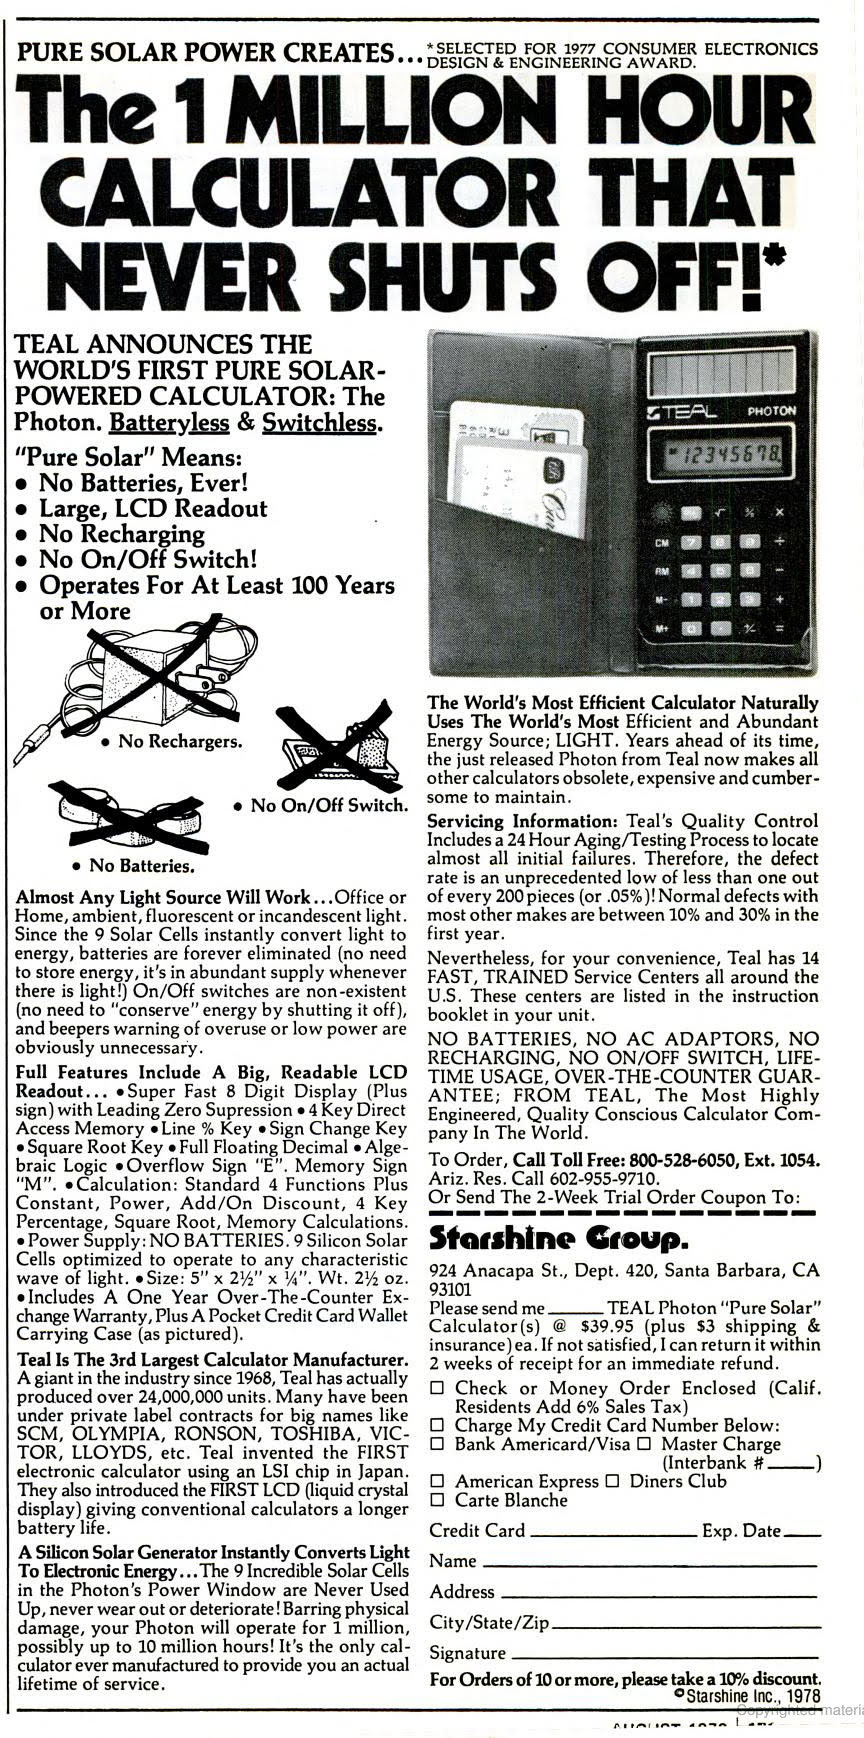 PURE SOLAR POWER CREATES... *SELECTED FOR 1977 CONSUMER ELECTRONICS
DESIGN & ENGINEERING AWARD.
The 1 MILLION HOUR
CALCULATOR THAT
NEVER SHUTS OFF!*
TEAL ANNOUNCES THE
WORLD'S FIRST PURE SOLAR-
POWERED CALCULATOR: The
Photon. Batteryless & Switchless.
"Pure Solar" Means:
● No Batteries, Ever!
● Large, LCD Readout
● No Recharging
● No On/Off Switch!
● Operates For At Least 100 Years
or More
● No Rechargers.
● No On/Off Switch.
● No Batteries.
Almost Any Light Source Will Work...Office or
Home, ambient, fluorescent or incandescent light.
Since the 9 Solar Cells instantly convert light to
energy, batteries are forever eliminated (no need
to store energy, it's in abundant supply whenever
there is light!) On/Off switches are non-existent
(no need to "conserve" energy by shutting it off),
and beepers warning of overuse or low power are
obviously unnecessary.
Full Features Include A Big, Readable LCD
Readout... ●Super Fast 8 Digit Display (Plus
sign) with Leading Zero Supression ●4 Key Direct
Access Memory ●Line % Key ●Sign Change Key
●Square Root Key ●Full Floating Decimal ●Alge-
braic Logic ●Overflow Sign "E". Memory Sign
"M". ●Calculation: Standard 4 Functions Plus
Constant, Power, Add/On Discount, 4 Key
Percentage, Square Root, Memory Calculations.
●Power Supply: NO BATTERIES. 9 Silicon Solar
Cells optimized to operate to any characteristic
wave of light. ●Size: 5" x 2½" x ¼". Wt. 2½ oz.
●Includes A One Year Over-The-Counter Ex-
change Warranty, Plus A Pocket Credit Card Wallet
Carrying Case (as pictured).
Teal Is The 3rd Largest Calculator Manufacturer.
A giant in the industry since 1968, Teal has actually
produced over 24,000,000 units. Many have been
under private label contracts for big names like
SCM, OLYMPIA, RONSON, TOSHIBA, VIC-
TOR, LLOYDS, etc. Teal invented the FIRST
electronic calculator using an LSI chip in Japan.
They also introduced the FIRST LCD (liquid crystal
display) giving conventional calculators a longer
battery life.
A Silicon Solar Generator Instantly Converts Light
To Electronic Energy...The 9 Incredible Solar Cells
in the Photon's Power Window are Never Used
Up, never wear out or deteriorate! Barring physical
damage, your Photon will operate for 1 million,
possibly up to 10 million hours! It's the only cal-
culator ever manufactured to provide you an actual
lifetime of service.
TEAL PHOTON
12345678.
% √ × 
CM 7 8 9 ÷
RM 4 5 6 −
M− 1 2 3 +
M+ 0 . +/− =
The World's Most Efficient Calculator Naturally
Uses The World's Most Efficient and Abundant
Energy Source; LIGHT. Years ahead of its time,
the just released Photon from Teal now makes all
other calculators obsolete, expensive and cumber-
some to maintain.
Servicing Information: Teal's Quality Control
Includes a 24 Hour Aging/Testing Process to locate
almost all initial failures. Therefore, the defect
rate is an unprecedented low of less than one out
of every 200 pieces (or .05%)! Normal defects with
most other makes are between 10% and 30% in the
first year.
Nevertheless, for your convenience, Teal has 14
FAST, TRAINED Service Centers all around the
U.S. These centers are listed in the instruction
booklet in your unit.
NO BATTERIES, NO AC ADAPTORS, NO
RECHARGING, NO ON/OFF SWITCH, LIFE-
TIME USAGE, OVER-THE-COUNTER GUAR-
ANTEE; FROM TEAL, The Most Highly
Engineered, Quality Conscious Calculator Com-
pany In The World.
To Order, Call Toll Free: 800-528-6050, Ext. 1054.
Ariz. Res. Call 602-955-9710.
Or Send The 2-Week Trial Order Coupon To:
Starshine Group.
924 Anacapa St., Dept. 420, Santa Barbara, CA
93101
Please send me ______ TEAL Photon "Pure Solar"
Calculator(s) @ $39.95 (plus $3 shipping &
insurance) ea. If not satisfied, I can return it within
2 weeks of receipt for an immediate refund.
□ Check or Money Order Enclosed (Calif.
Residents Add 6% Sales Tax)
□ Charge My Credit Card Number Below:
□ Bank Americard/Visa □ Master Charge
(Interbank #_____)
□ American Express □ Diners Club
□ Carte Blanche
Credit Card ______ Exp. Date____
Name ______
Address ______
City/State/Zip______
Signature ______
For Orders of 10 or more, please take a 10% discount.
©Starshine Inc., 1978
Copyrighted materia